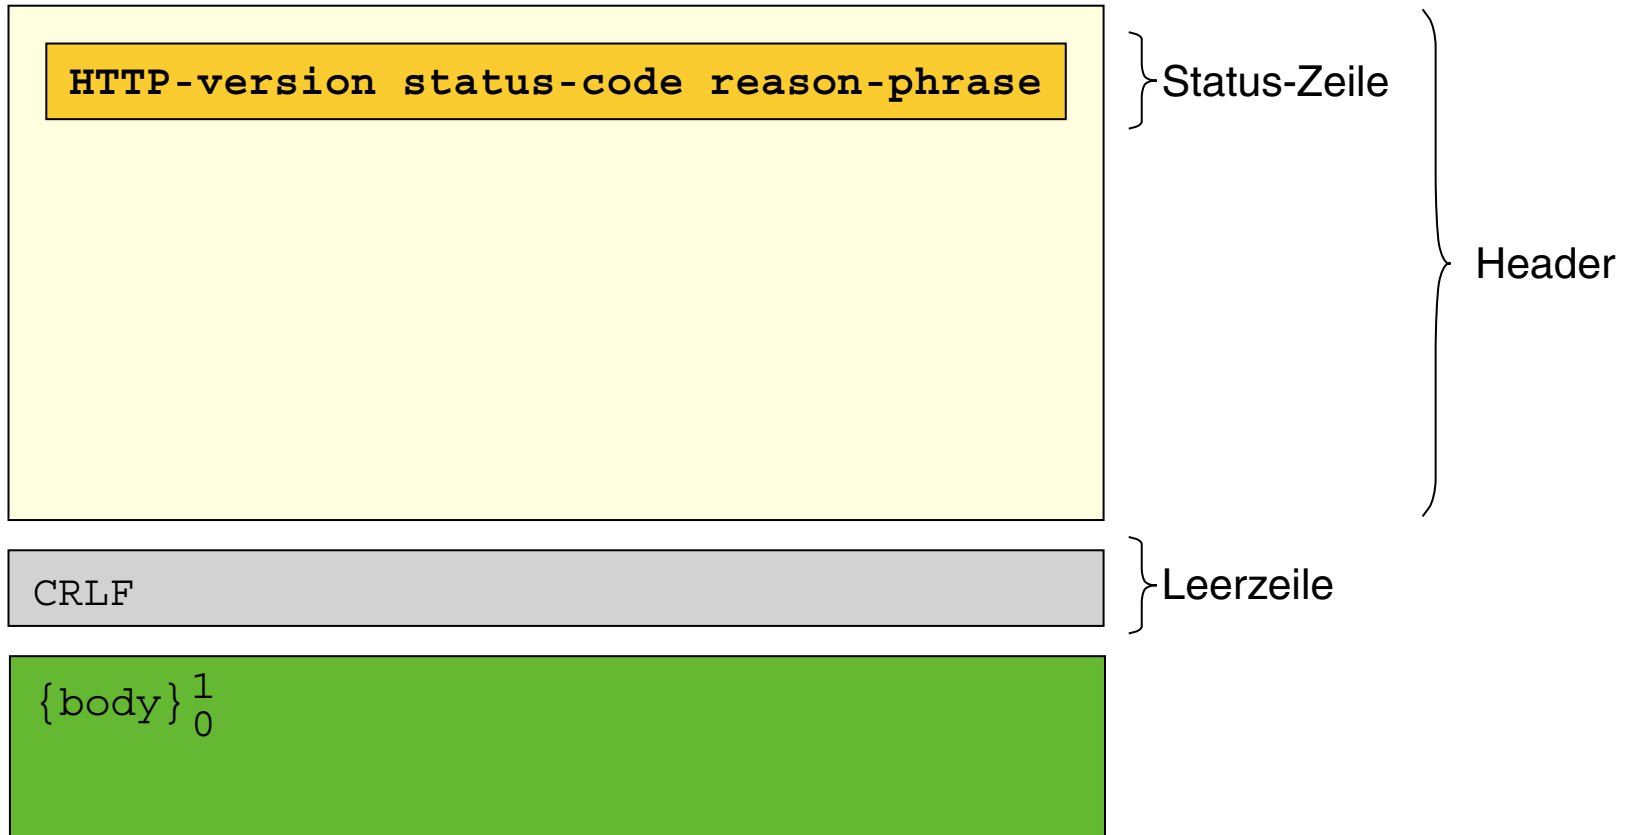 HTTP-version status-code reason-phrase
Status-Zeile
Header
CRLF
Leerzeile
{body}1
0